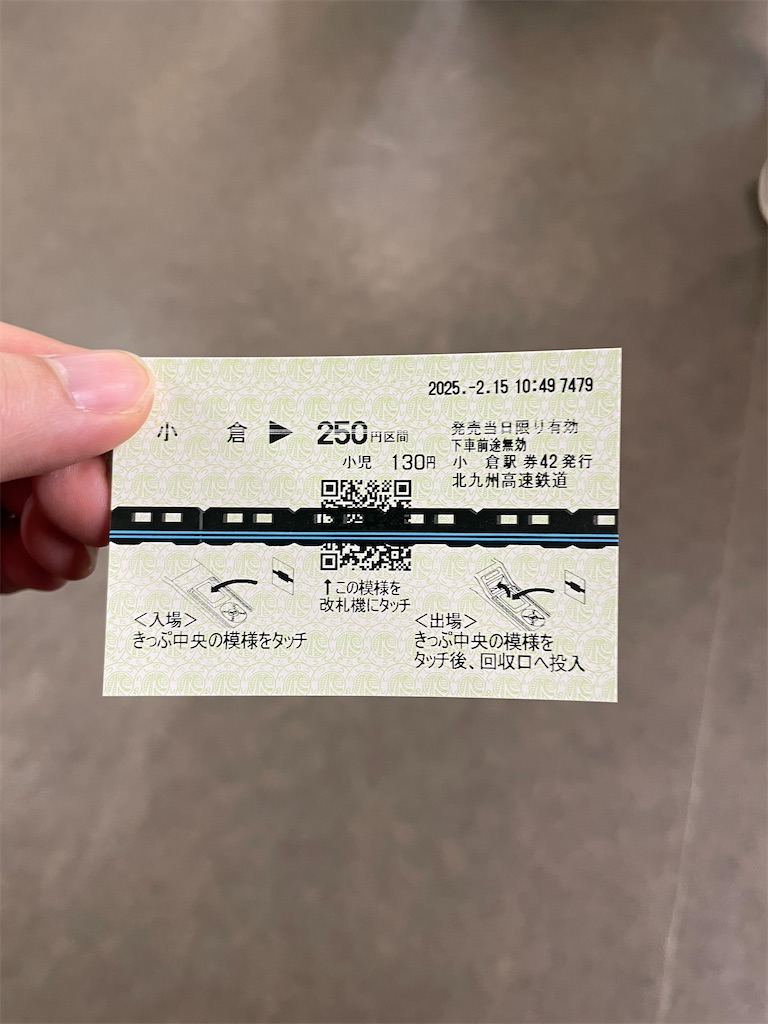 2025.-2.15 10:49 7479
小倉▶250円区間
発売当日限り有効
下車前途無効
小児 130円
小倉駅 券42発行
北九州高速鉄道
↑この模様を
改札機にタッチ
<入場>
きっぷ中央の模様をタッチ
<出場>
きっぷ中央の模様を
タッチ後、回収口へ投入